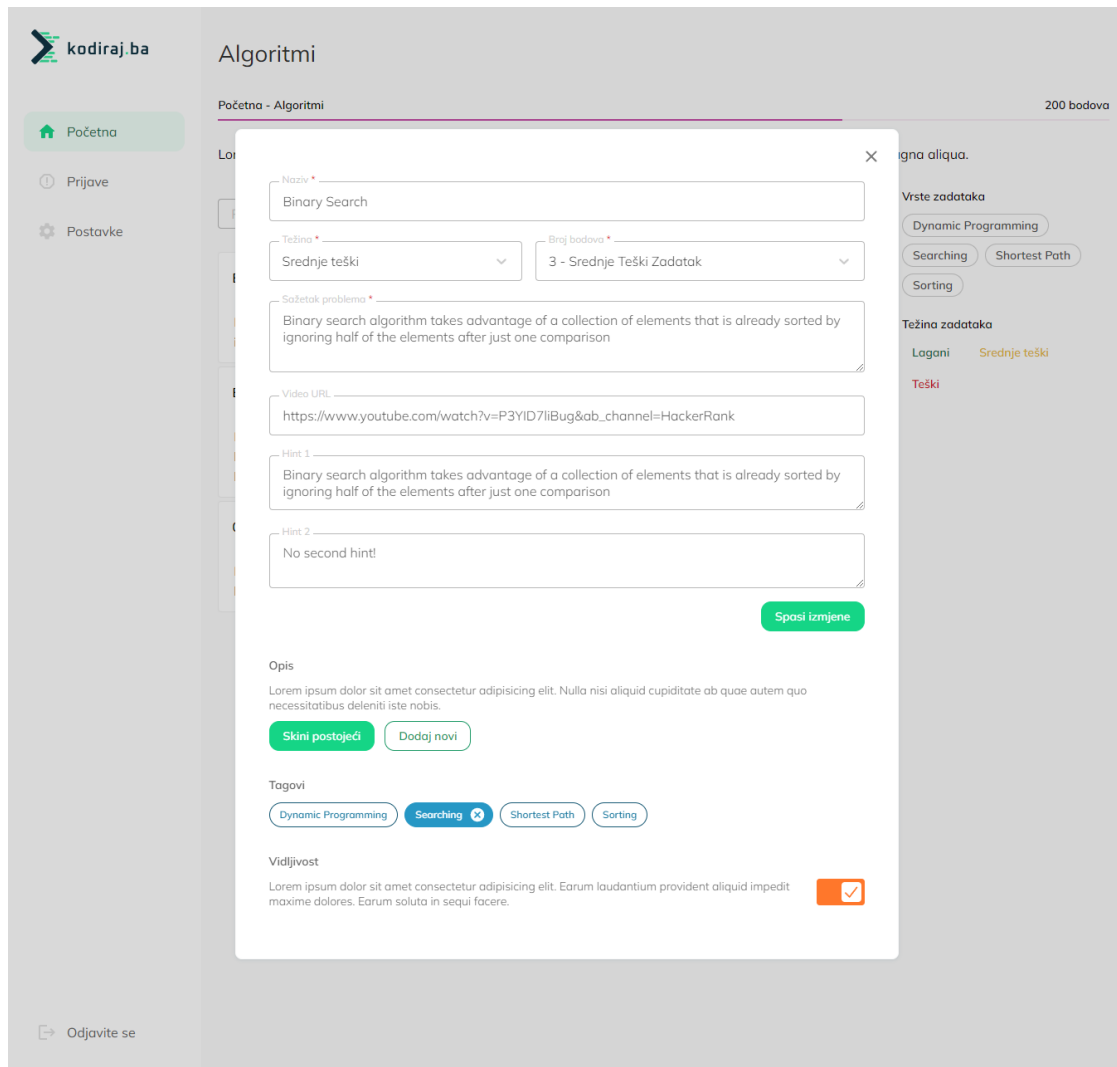 kodiraj.ba
Početna
Prijave
Postavke
Odjavite se
Algoritmi
Početna - Algoritmi
200 bodova
gna aliqua.
Naziv *
Binary Search
Težina *
Srednje teški
Broj bodova *
3 - Srednje Teški Zadatak
Sažetak problema *
Binary search algorithm takes advantage of a collection of elements that is already sorted by
ignoring half of the elements after just one comparison
Video URL
https://www.youtube.com/watch?v=P3YID7liBug&ab_channel=HackerRank
Hint 1
Binary search algorithm takes advantage of a collection of elements that is already sorted by
ignoring half of the elements after just one comparison
Hint 2
No second hint!
Spasi izmjene
Opis
Lorem ipsum dolor sit amet consectetur adipisicing elit. Nulla nisi aliquid cupiditate ab quae autem quo
necessitatibus deleniti iste nobis.
Skini postojeći
Dodaj novi
Tagovi
Dynamic Programming
Searching
Shortest Path
Sorting
Vidljivost
Lorem ipsum dolor sit amet consectetur adipisicing elit. Earum laudantium provident aliquid impedit
maxime dolores. Earum soluta in sequi facere.
Vrste zadataka
Dynamic Programming
Searching
Shortest Path
Sorting
Težina zadataka
Lagani
Srednje teški
Teški